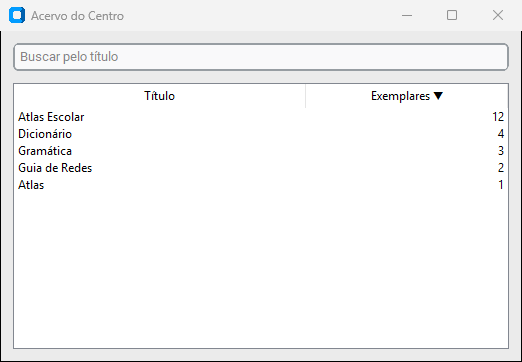 Acervo do Centro
Buscar pelo título
Título Exemplares ▼
Atlas Escolar 12
Dicionário 4
Gramática 3
Guia de Redes 2
Atlas 1